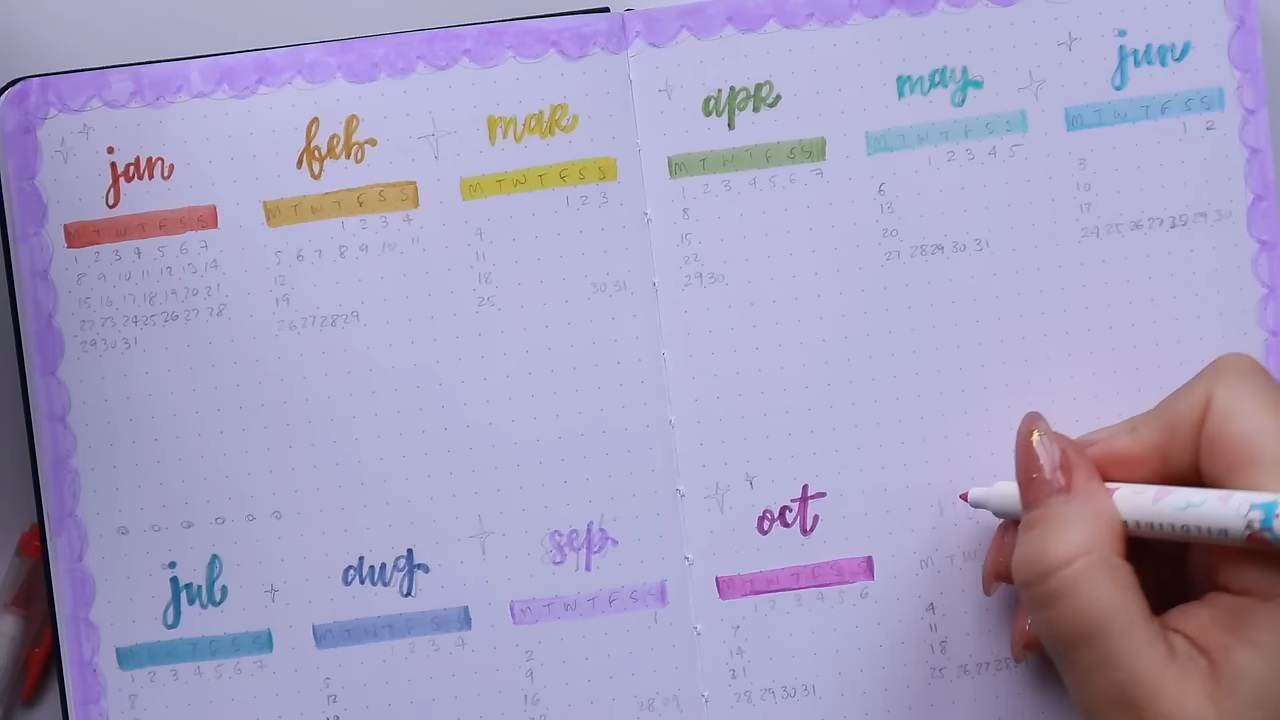 jan
M T W T F S S
1 2 3 4 5 6 7
8 9 10 11 12 13 14
15 16 17 18 19 20 21
22 23 24 25 26 27 28
29 30 31
feb
M T W T F S S
1 2 3 4
5 6 7 8 9 10 11
12
19
26 27 28 29
mar
M T W T F S S
1 2 3
4
11
18
25 30 31
apr
M T W T F S S
1 2 3 4 5 6 7
8
15
22
29 30
may
M T W T F S S
1 2 3 4 5
6
13
20
27 28 29 30 31
jun
M T W T F S S
1 2
3
10
17
24 25 26 27 28 29 30
jul
M T W T F S S
1 2 3 4 5 6 7
8
aug
M T W T F S S
1 2 3 4
5
12
sep
M T W T F S
1
2
9
16
28 29
oct
M T W T F S S
1 2 3 4 5 6
7
14
21
28 29 30 31
M T W
4
11
18
25 26 27 28